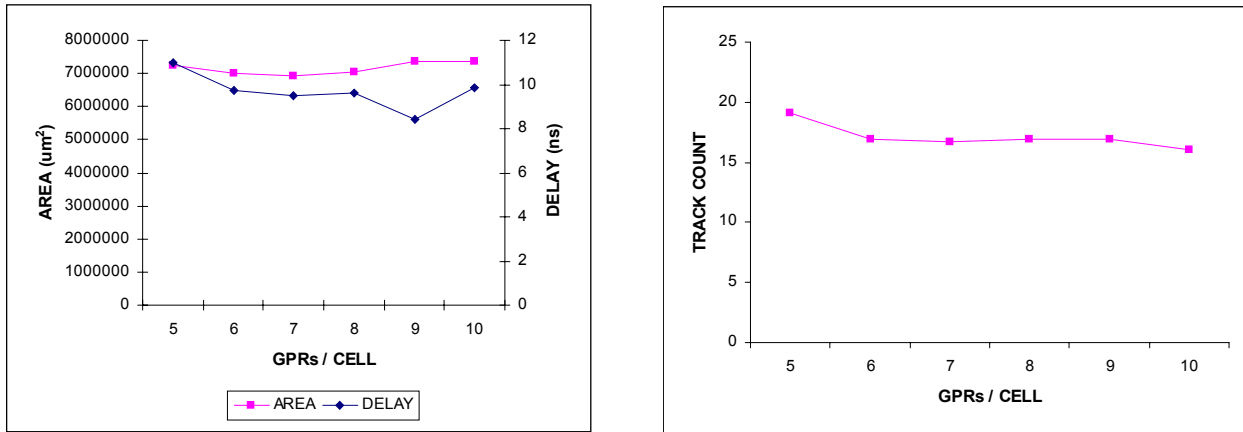 8000000
7000000
6000000
5000000
4000000
3000000
2000000
1000000
0
AREA (um²)
12
10
8
6
4
2
0
DELAY (ns)
5 6 7 8 9 10
GPRs / CELL
AREA DELAY
25
20
15
10
5
0
TRACK COUNT
5 6 7 8 9 10
GPRs / CELL